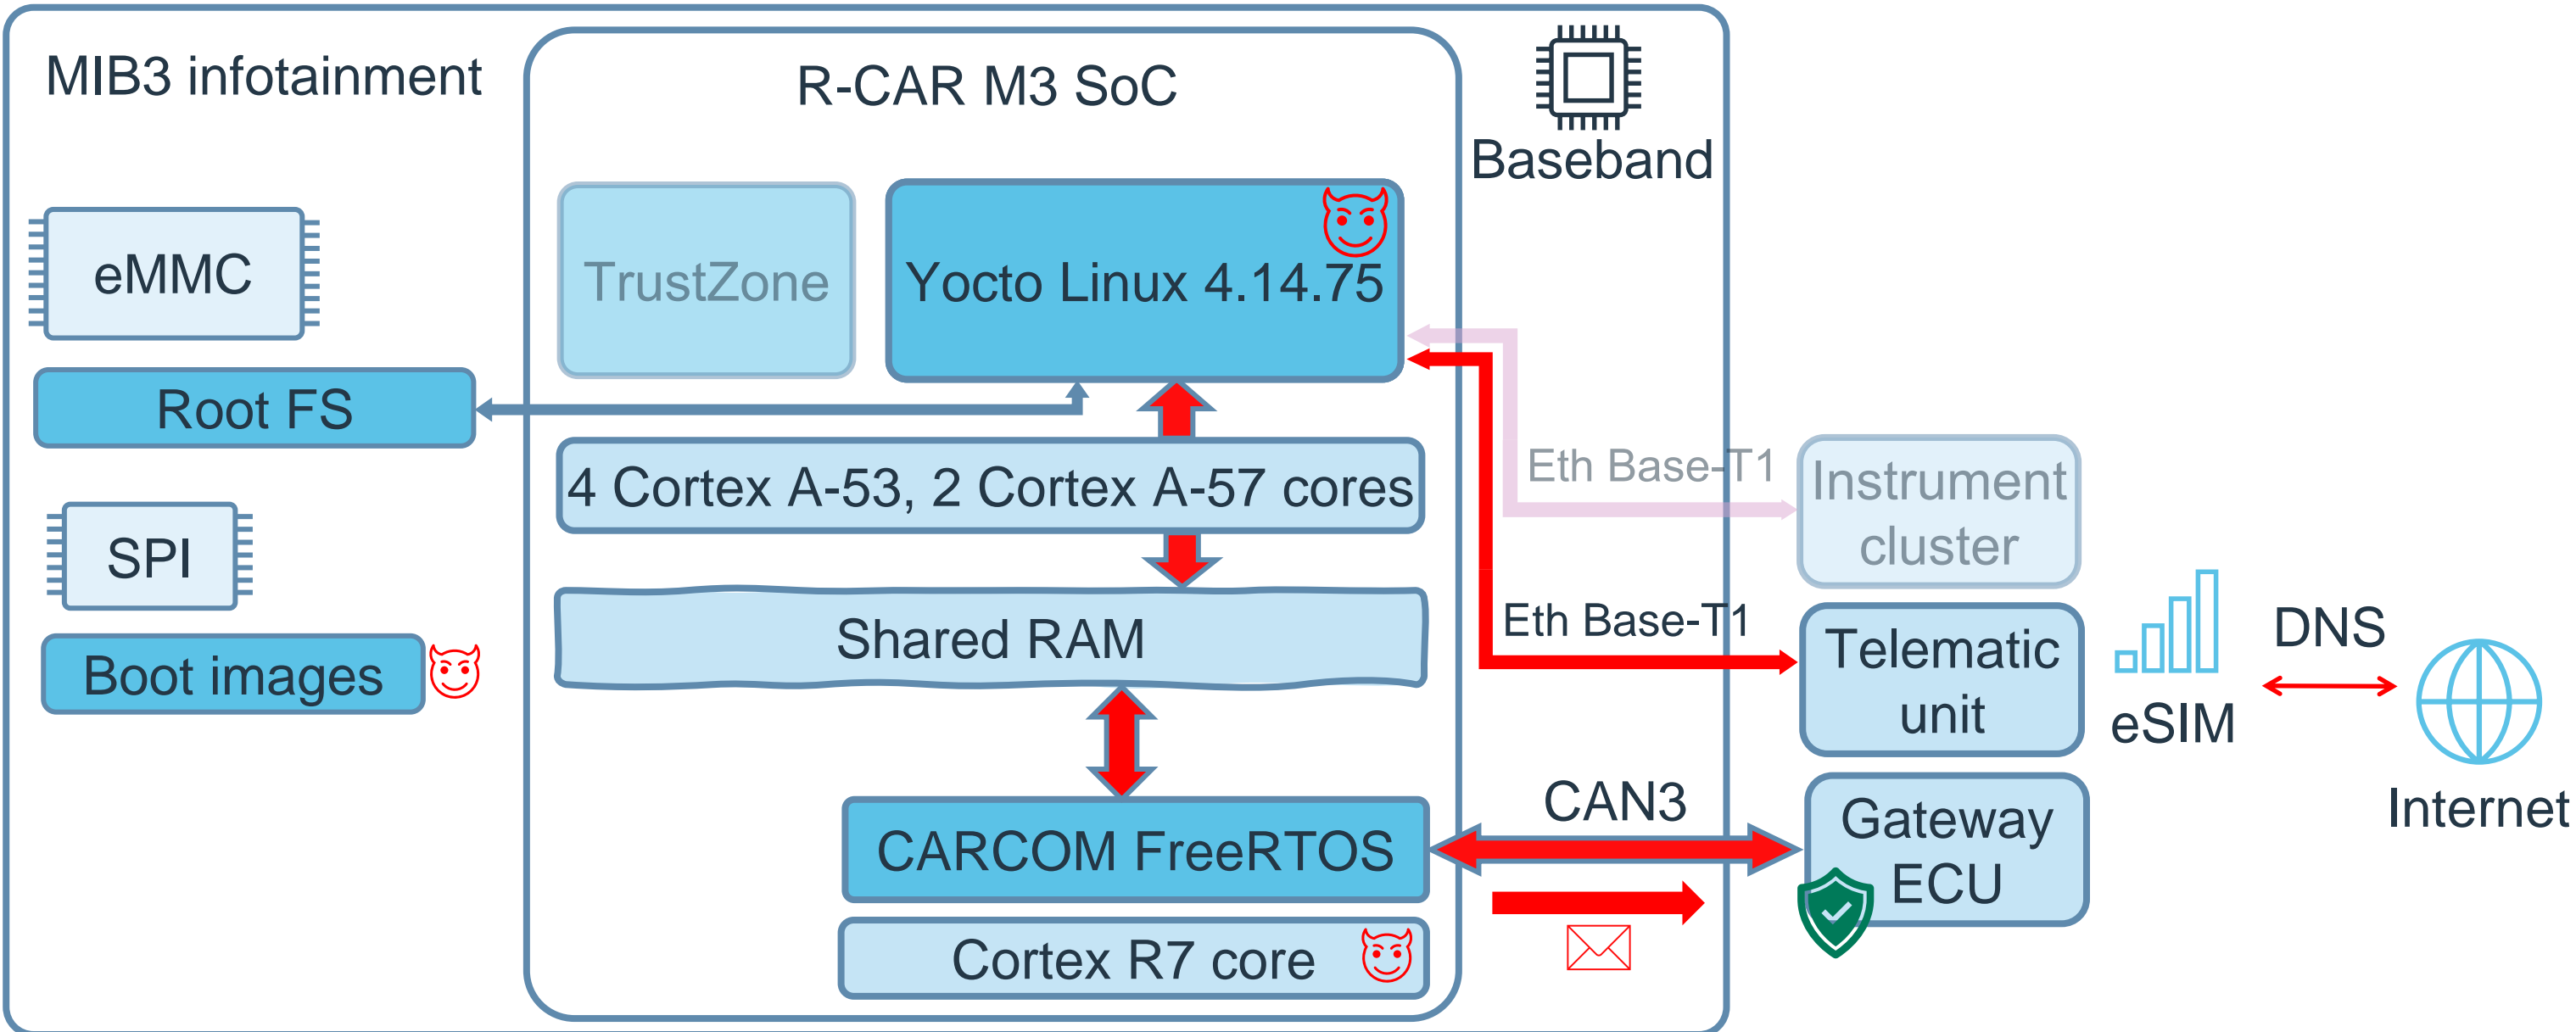 MIB3 infotainment
R-CAR M3 SoC
Baseband
eMMC
TrustZone
Yocto Linux 4.14.75
Root FS
4 Cortex A-53, 2 Cortex A-57 cores
Eth Base-T1
Instrument
cluster
SPI
Shared RAM
Eth Base-T1
Boot images
Telematic
unit
eSIM
DNS
Internet
CARCOM FreeRTOS
CAN3
Gateway
ECU
Cortex R7 core